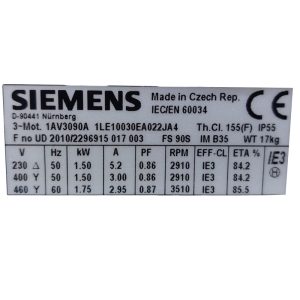 SIEMENS
Made in Czech Rep.
CE
D-90441 Nürnberg
IEC/EN 60034
3~Mot. 1AV3090A 1LE10030EA022JA4 Th.Cl. 155(F) IP55
F no UD 2010/2296915 017 003 FS 90S IM B35 WT 17kg
V Hz kW A PF RPM EFF-CL ETA % IE3
230 Δ 50 1.50 5.2 0.86 2910 IE3 84.2
400 Y 50 1.50 3.00 0.86 2910 IE3 84.2
460 Y 60 1.75 2.95 0.87 3510 IE3 85.5